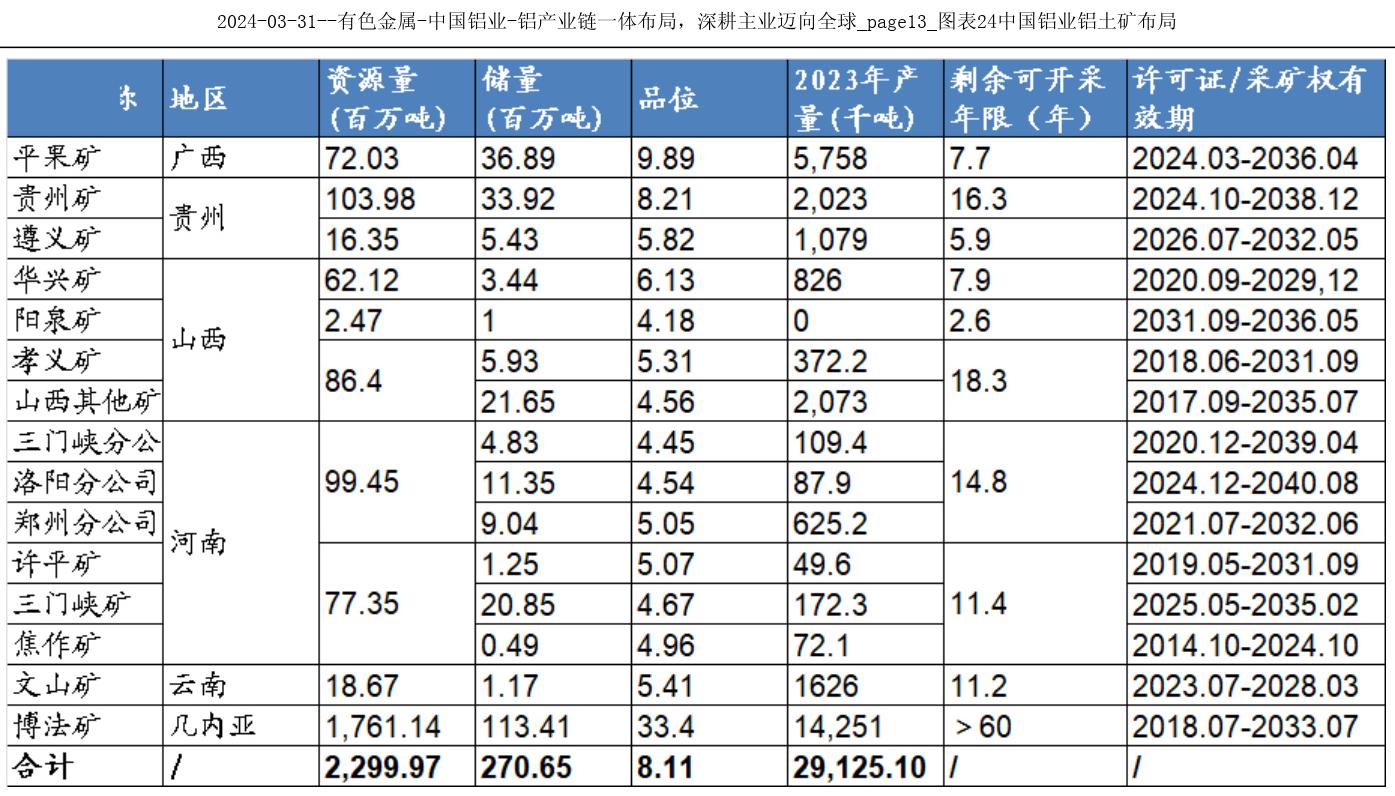 2024-03-31--有色金属-中国铝业-铝产业链一体布局，深耕主业迈向全球_page13_图表24中国铝业铝土矿布局
地区 资源量(百万吨) 储量(百万吨) 品位 2023年产量(千吨) 剩余可开采年限（年） 许可证/采矿权有效期
平果矿 广西 72.03 36.89 9.89 5,758 7.7 2024.03-2036.04
贵州矿 贵州 103.98 33.92 8.21 2,023 16.3 2024.10-2038.12
遵义矿 16.35 5.43 5.82 1,079 5.9 2026.07-2032.05
华兴矿 山西 62.12 3.44 6.13 826 7.9 2020.09-2029,12
阳泉矿 2.47 1 4.18 0 2.6 2031.09-2036.05
孝义矿 86.4 5.93 5.31 372.2 18.3 2018.06-2031.09
山西其他矿 21.65 4.56 2,073 2017.09-2035.07
三门峡分公 河南 99.45 4.83 4.45 109.4 14.8 2020.12-2039.04
洛阳分公司 11.35 4.54 87.9 2024.12-2040.08
郑州分公司 9.04 5.05 625.2 2021.07-2032.06
许平矿 77.35 1.25 5.07 49.6 11.4 2019.05-2031.09
三门峡矿 20.85 4.67 172.3 2025.05-2035.02
焦作矿 0.49 4.96 72.1 2014.10-2024.10
文山矿 云南 18.67 1.17 5.41 1626 11.2 2023.07-2028.03
博法矿 几内亚 1,761.14 113.41 33.4 14,251 ＞60 2018.07-2033.07
合计 / 2,299.97 270.65 8.11 29,125.10 / /